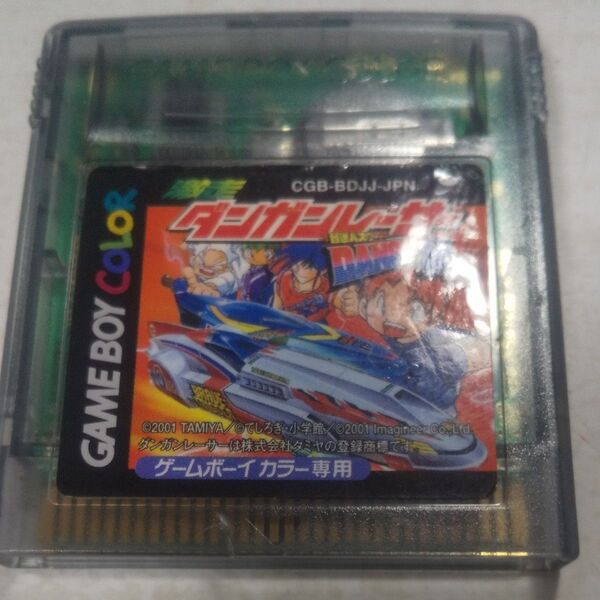 CGB-BDJJ-JPN
激走
ダンガンレーサー
GAME BOY COLOR
©2001 TAMIYA/©てしろぎ・小学館/©2001 Imagineer Co., Ltd.
ダンガンレーサーは株式会社タミヤの登録商標です
ゲームボーイ カラー専用